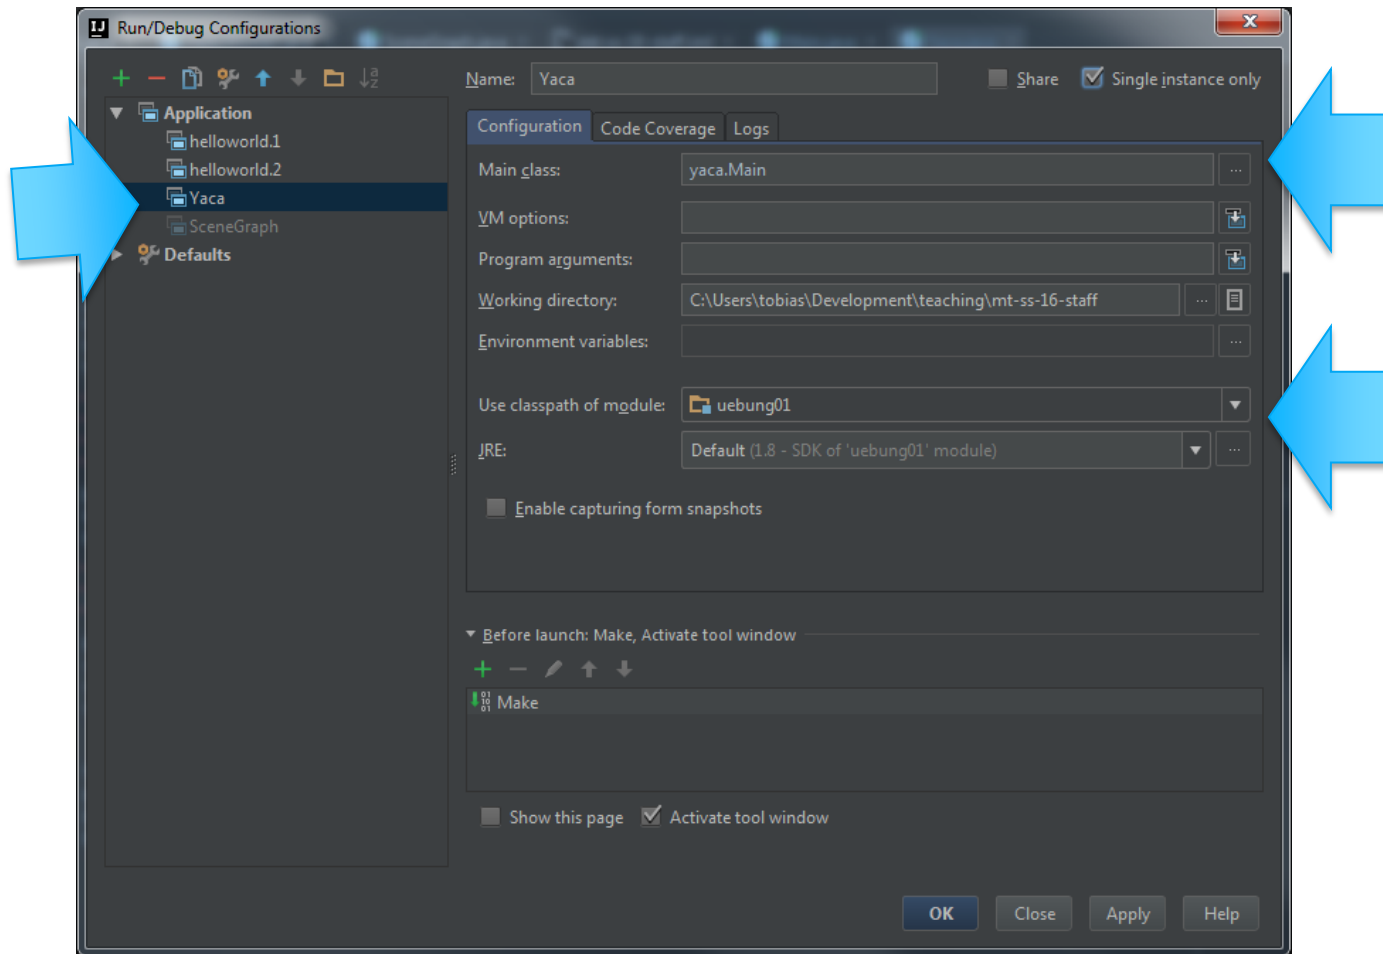 IJ Run/Debug Configurations
Name: Yaca Share Single instance only
Application
helloworld.1
helloworld.2
Yaca
SceneGraph
Defaults
Configuration Code Coverage Logs
Main class: yaca.Main ...
VM options:
Program arguments:
Working directory: C:\Users\tobias\Development\teaching\mt-ss-16-staff ...
Environment variables: ...
Use classpath of module: uebung01
JRE: Default (1.8 - SDK of 'uebung01' module) ...
Enable capturing form snapshots
Before launch: Make, Activate tool window
Make
Show this page Activate tool window
OK Close Apply Help